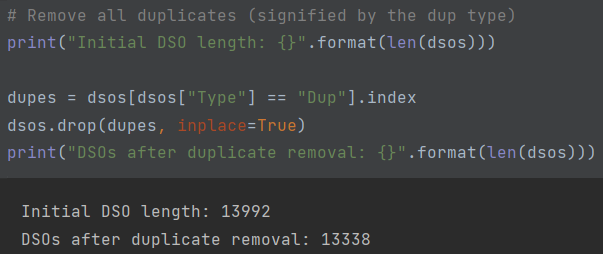 # Remove all duplicates (signified by the dup type)
print("Initial DSO length: {}".format(len(dsos)))
dupes = dsos[dsos["Type"] == "Dup"].index
dsos.drop(dupes, inplace=True)
print("DSOs after duplicate removal: {}".format(len(dsos)))
Initial DSO length: 13992
DSOs after duplicate removal: 13338